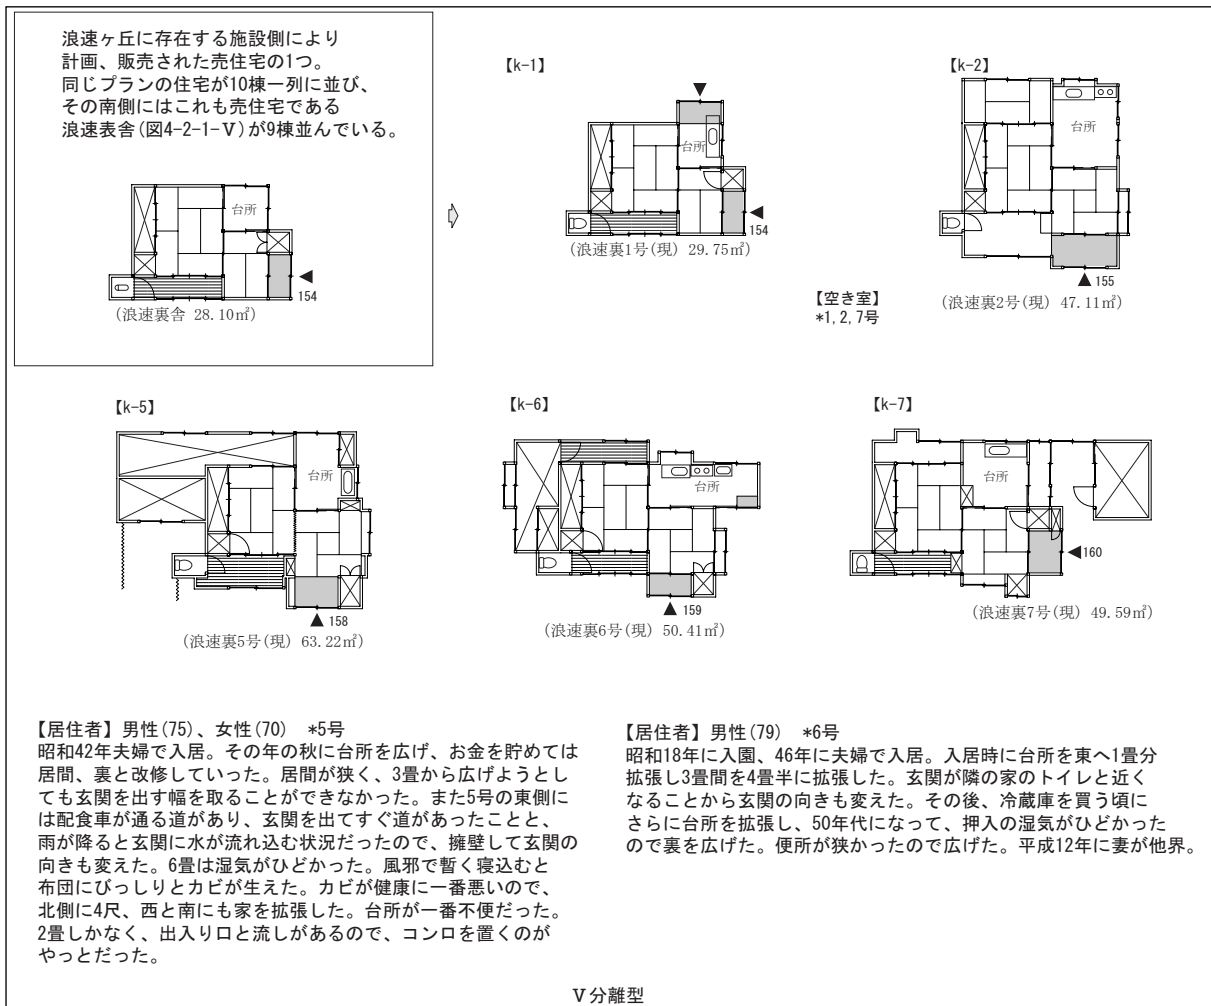 浪速ヶ丘に存在する施設側により
計画、販売された売住宅の1つ。
同じプランの住宅が10棟一列に並び、
その南側にはこれも売住宅である
浪速表舎(図4-2-1-Ⅴ)が9棟並んでいる。
台所
154
(浪速裏舎 28.10㎡)
【k-1】
台所
154
(浪速裏1号(現) 29.75㎡)
【k-2】
台所
155
(浪速裏2号(現) 47.11㎡)
【空き室】
*1,2,7号
【k-5】
台所
158
(浪速裏5号(現) 63.22㎡)
【k-6】
台所
159
(浪速裏6号(現) 50.41㎡)
【k-7】
台所
160
(浪速裏7号(現) 49.59㎡)
【居住者】男性(75)、女性(70) *5号
昭和42年夫婦で入居。その年の秋に台所を広げ、お金を貯めては
居間、裏と改修していった。居間が狭く、3畳から広げようとし
ても玄関を出す幅を取ることができなかった。また5号の東側に
は配食車が通る道があり、玄関を出てすぐ道があったことと、
雨が降ると玄関に水が流れ込む状況だったので、擁壁して玄関の
向きも変えた。6畳は湿気がひどかった。風邪で暫く寝込むと
布団にびっしりとカビが生えた。カビが健康に一番悪いので、
北側に4尺、西と南にも家を拡張した。台所が一番不便だった。
2畳しかなく、出入り口と流しがあるので、コンロを置くのが
やっとだった。
【居住者】男性(79) *6号
昭和18年に入園、46年に夫婦で入居。入居時に台所を東へ1畳分
拡張し3畳間を4畳半に拡張した。玄関が隣の家のトイレと近く
なることから玄関の向きも変えた。その後、冷蔵庫を買う頃に
さらに台所を拡張し、50年代になって、押入の湿気がひどかった
ので裏を広げた。便所が狭かったので広げた。平成12年に妻が他界。
Ⅴ分離型